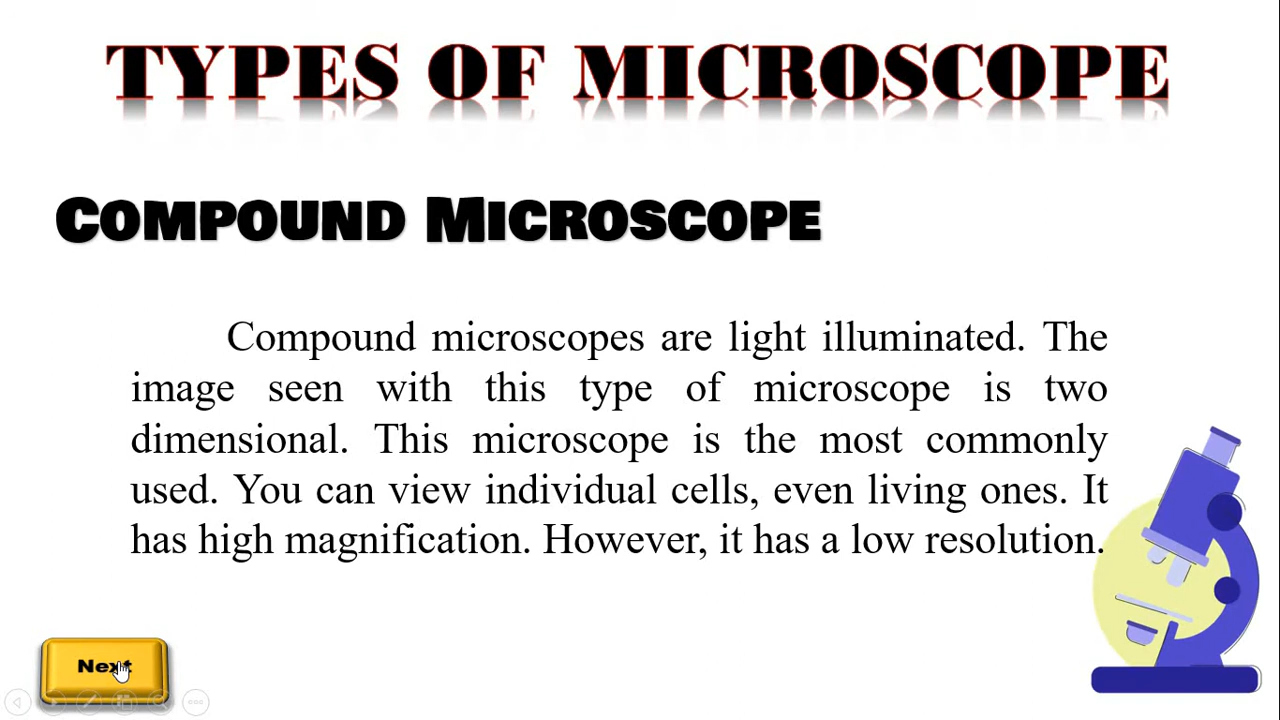 TYPES OF MICROSCOPE
COMPOUND MICROSCOPE
Compound microscopes are light illuminated. The
image seen with this type of microscope is two
dimensional. This microscope is the most commonly
used. You can view individual cells, even living ones. It
has high magnification. However, it has a low resolution.
Next